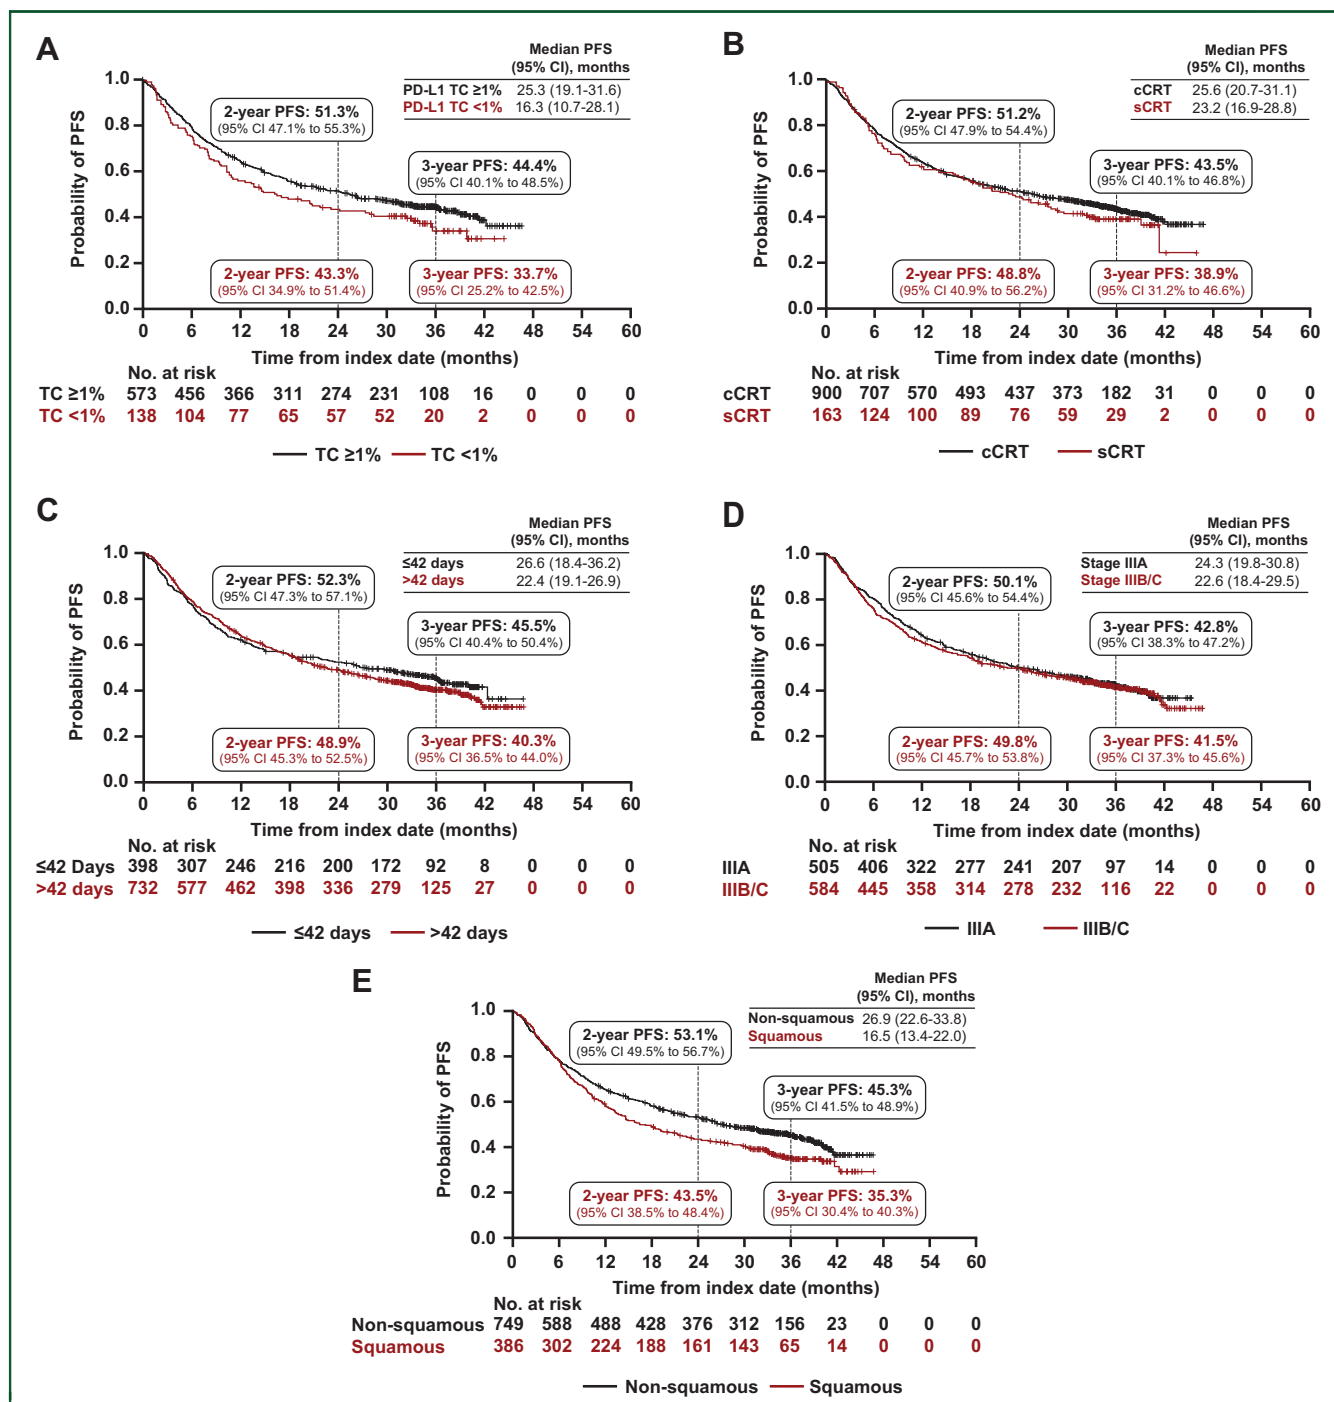 A
Median PFS
(95% CI), months
PD-L1 TC ≥1% 25.3 (19.1-31.6)
PD-L1 TC <1% 16.3 (10.7-28.1)
Probability of PFS
1.0
0.8
0.6
0.4
0.2
0.0
2-year PFS: 51.3%
(95% CI 47.1% to 55.3%)
3-year PFS: 44.4%
(95% CI 40.1% to 48.5%)
2-year PFS: 43.3%
(95% CI 34.9% to 51.4%)
3-year PFS: 33.7%
(95% CI 25.2% to 42.5%)
0 6 12 18 24 30 36 42 48 54 60
Time from index date (months)
No. at risk
TC ≥1% 573 456 366 311 274 231 108 16 0 0 0
TC <1% 138 104 77 65 57 52 20 2 0 0 0
TC ≥1% TC <1%
B
Median PFS
(95% CI), months
cCRT 25.6 (20.7-31.1)
sCRT 23.2 (16.9-28.8)
Probability of PFS
1.0
0.8
0.6
0.4
0.2
0.0
2-year PFS: 51.2%
(95% CI 47.9% to 54.4%)
3-year PFS: 43.5%
(95% CI 40.1% to 46.8%)
2-year PFS: 48.8%
(95% CI 40.9% to 56.2%)
3-year PFS: 38.9%
(95% CI 31.2% to 46.6%)
0 6 12 18 24 30 36 42 48 54 60
Time from index date (months)
No. at risk
cCRT 900 707 570 493 437 373 182 31 0 0 0
sCRT 163 124 100 89 76 59 29 2 0 0 0
cCRT sCRT
C
Median PFS
(95% CI), months
≤42 days 26.6 (18.4-36.2)
>42 days 22.4 (19.1-26.9)
Probability of PFS
1.0
0.8
0.6
0.4
0.2
0.0
2-year PFS: 52.3%
(95% CI 47.3% to 57.1%)
3-year PFS: 45.5%
(95% CI 40.4% to 50.4%)
2-year PFS: 48.9%
(95% CI 45.3% to 52.5%)
3-year PFS: 40.3%
(95% CI 36.5% to 44.0%)
0 6 12 18 24 30 36 42 48 54 60
Time from index date (months)
No. at risk
≤42 Days 398 307 246 216 200 172 92 8 0 0 0
>42 days 732 577 462 398 336 279 125 27 0 0 0
≤42 days >42 days
D
Median PFS
(95% CI), months
Stage IIIA 24.3 (19.8-30.8)
Stage IIIB/C 22.6 (18.4-29.5)
Probability of PFS
1.0
0.8
0.6
0.4
0.2
0.0
2-year PFS: 50.1%
(95% CI 45.6% to 54.4%)
3-year PFS: 42.8%
(95% CI 38.3% to 47.2%)
2-year PFS: 49.8%
(95% CI 45.7% to 53.8%)
3-year PFS: 41.5%
(95% CI 37.3% to 45.6%)
0 6 12 18 24 30 36 42 48 54 60
Time from index date (months)
No. at risk
IIIA 505 406 322 277 241 207 97 14 0 0 0
IIIB/C 584 445 358 314 278 232 116 22 0 0 0
IIIA IIIB/C
E
Median PFS
(95% CI), months
Non-squamous 26.9 (22.6-33.8)
Squamous 16.5 (13.4-22.0)
Probability of PFS
1.0
0.8
0.6
0.4
0.2
0.0
2-year PFS: 53.1%
(95% CI 49.5% to 56.7%)
3-year PFS: 45.3%
(95% CI 41.5% to 48.9%)
2-year PFS: 43.5%
(95% CI 38.5% to 48.4%)
3-year PFS: 35.3%
(95% CI 30.4% to 40.3%)
0 6 12 18 24 30 36 42 48 54 60
Time from index date (months)
No. at risk
Non-squamous 749 588 488 428 376 312 156 23 0 0 0
Squamous 386 302 224 188 161 143 65 14 0 0 0
Non-squamous Squamous